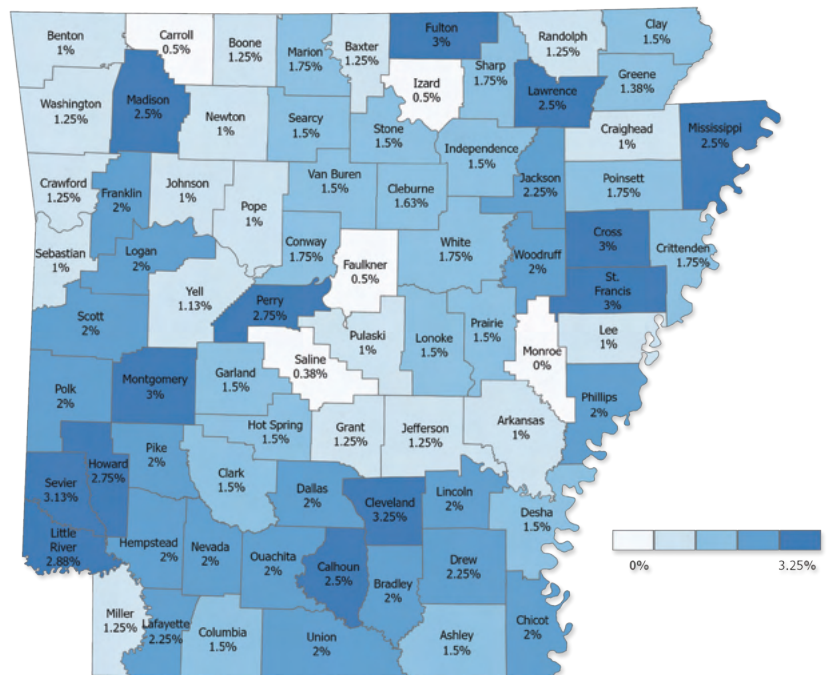 Benton
1%
Carroll
0.5%
Boone
1.25%
Marion
1.75%
Baxter
1.25%
Fulton
3%
Sharp
1.75%
Randolph
1.25%
Clay
1.5%
Greene
1.38%
Izard
0.5%
Lawrence
2.5%
Washington
1.25%
Madison
2.5%
Newton
1%
Searcy
1.5%
Stone
1.5%
Independence
1.5%
Craighead
1%
Mississippi
2.5%
Crawford
1.25%
Franklin
2%
Johnson
1%
Pope
1%
Van Buren
1.5%
Cleburne
1.63%
Jackson
2.25%
Poinsett
1.75%
Sebastian
1%
Logan
2%
Conway
1.75%
Faulkner
0.5%
White
1.75%
Woodruff
2%
Cross
3%
Crittenden
1.75%
St.
Francis
3%
Scott
2%
Yell
1.13%
Perry
2.75%
Saline
0.38%
Pulaski
1%
Lonoke
1.5%
Prairie
1.5%
Monroe
0%
Lee
1%
Polk
2%
Montgomery
3%
Garland
1.5%
Phillips
2%
Hot Spring
1.5%
Grant
1.25%
Jefferson
1.25%
Arkansas
1%
Sevier
3.13%
Howard
2.75%
Pike
2%
Clark
1.5%
Dallas
2%
Cleveland
3.25%
Lincoln
2%
Desha
1.5%
Little
River
2.88%
Hempstead
2%
Nevada
2%
Ouachita
2%
Calhoun
2.5%
Bradley
2%
Drew
2.25%
Miller
1.25%
Lafayette
2.25%
Columbia
1.5%
Union
2%
Ashley
1.5%
Chicot
2%
0%
3.25%